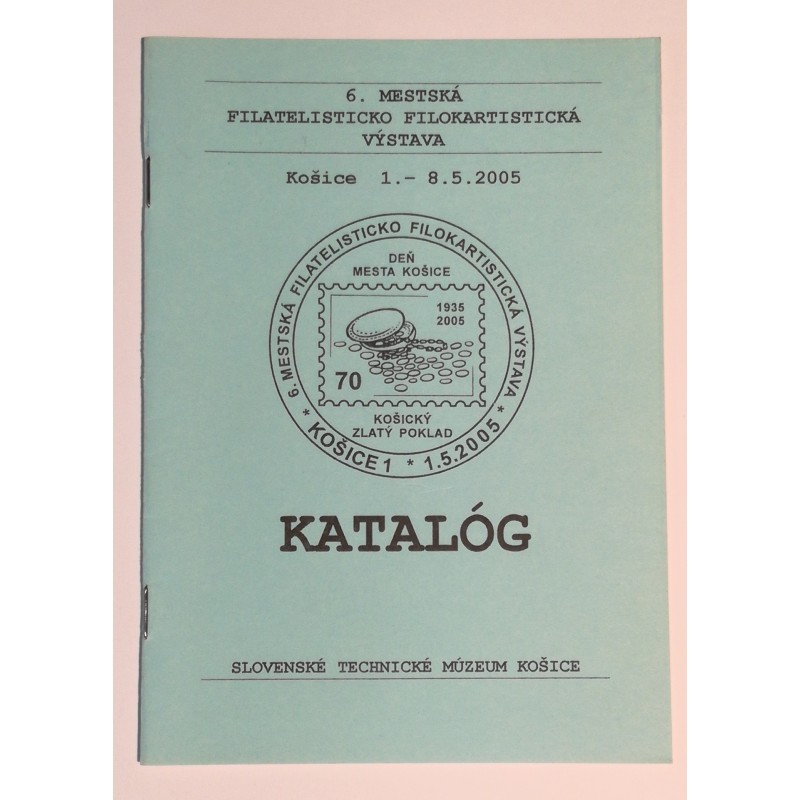 6. MESTSKÁ
FILATELISTICKO FILOKARTISTICKÁ
VÝSTAVA
Košice 1.- 8.5.2005
6. MESTSKÁ FILATELISTICKO FILOKARTISTICKÁ VÝSTAVA
DEŇ
MESTA KOŠICE
1935
2005
70
KOŠICKÝ
ZLATÝ POKLAD
* KOŠICE 1 * 1.5.2005 *
KATALÓG
SLOVENSKÉ TECHNICKÉ MÚZEUM KOŠICE